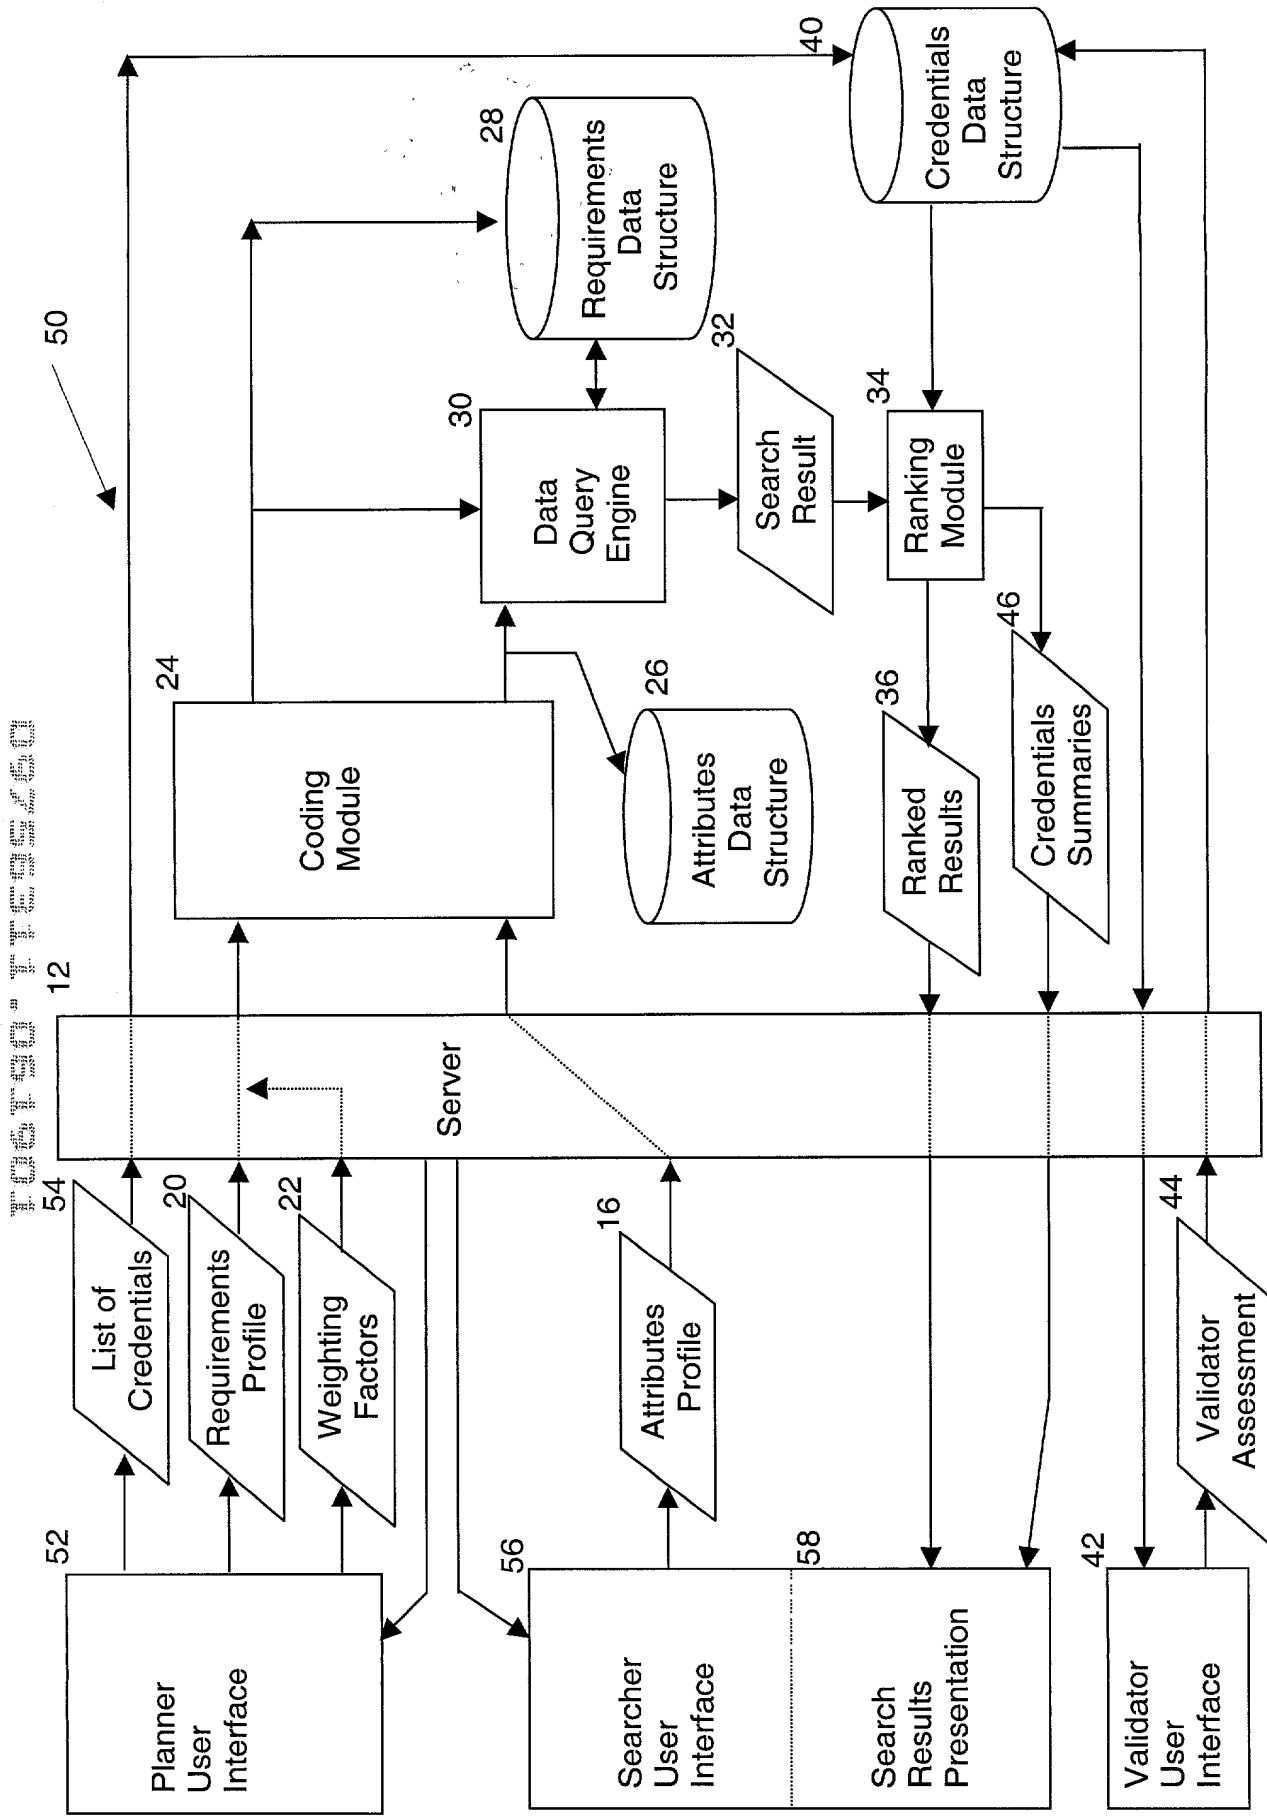 50
52
Planner
User
Interface
54
List of
Credentials
20
Requirements
Profile
22
Weighting
Factors
12
Server
24
Coding
Module
28
Requirements
Data
Structure
30
Data
Query
Engine
26
Attributes
Data
Structure
32
Search
Result
40
Credentials
Data
Structure
34
Ranking
Module
36
Ranked
Results
46
Credentials
Summaries
56
Searcher
User
Interface
16
Attributes
Profile
58
Search
Results
Presentation
42
Validator
User
Interface
44
Validator
Assessment